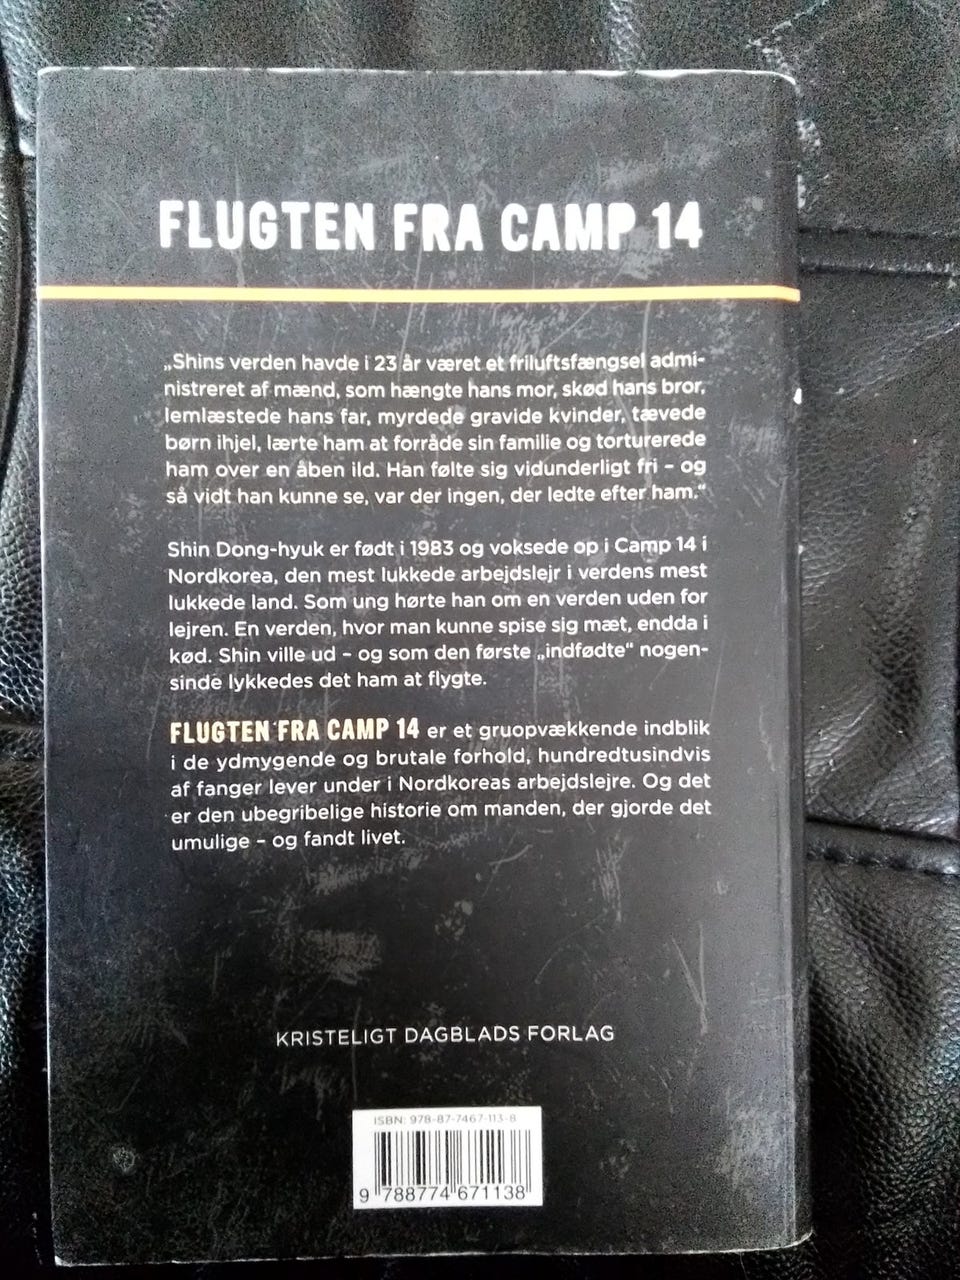 FLUGTEN FRA CAMP 14
„Shins verden havde i 23 år været et friluftsfængsel admi-
nistreret af mænd, som hængte hans mor, skød hans bror,
lemlæstede hans far, myrdede gravide kvinder, tævede
børn ihjel, lærte ham at forråde sin familie og torturerede
ham over en åben ild. Han følte sig vidunderligt fri – og
så vidt han kunne se, var der ingen, der ledte efter ham.“
Shin Dong-hyuk er født i 1983 og voksede op i Camp 14 i
Nordkorea, den mest lukkede arbejdslejr i verdens mest
lukkede land. Som ung hørte han om en verden uden for
lejren. En verden, hvor man kunne spise sig mæt, endda i
kød. Shin ville ud – og som den første „indfødte“ nogen-
sinde lykkedes det ham at flygte.
FLUGTEN FRA CAMP 14 er et gruopvækkende indblik
i de ydmygende og brutale forhold, hundredtusindvis
af fanger lever under i Nordkoreas arbejdslejre. Og det
er den ubegribelige historie om manden, der gjorde det
umulige – og fandt livet.
KRISTELIGT DAGBLADS FORLAG
ISBN: 978-87-7467-113-8
9 788774 671138